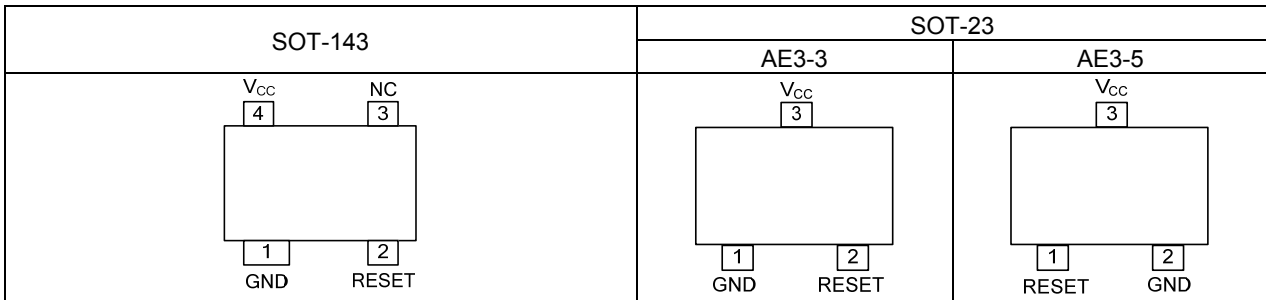 SOT-143
SOT-23
AE3-3
AE3-5
VCC NC
4 3
1 2
GND RESET
VCC
3
1 2
GND RESET
VCC
3
1 2
RESET GND